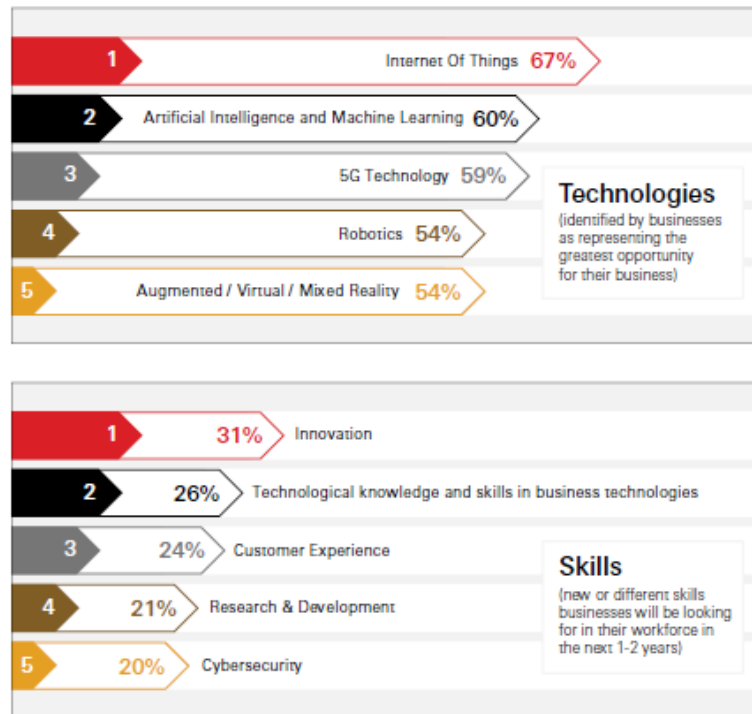 1 Internet Of Things 67%
2 Artificial Intelligence and Machine Learning 60%
3 5G Technology 59%
4 Robotics 54%
5 Augmented / Virtual / Mixed Reality 54%
Technologies
(identified by businesses
as representing the
greatest opportunity
for their business)
1 31% Innovation
2 26% Technological knowledge and skills in business technologies
3 24% Customer Experience
4 21% Research & Development
5 20% Cybersecurity
Skills
(new or different skills
businesses will be looking
for in their workforce in
the next 1-2 years)